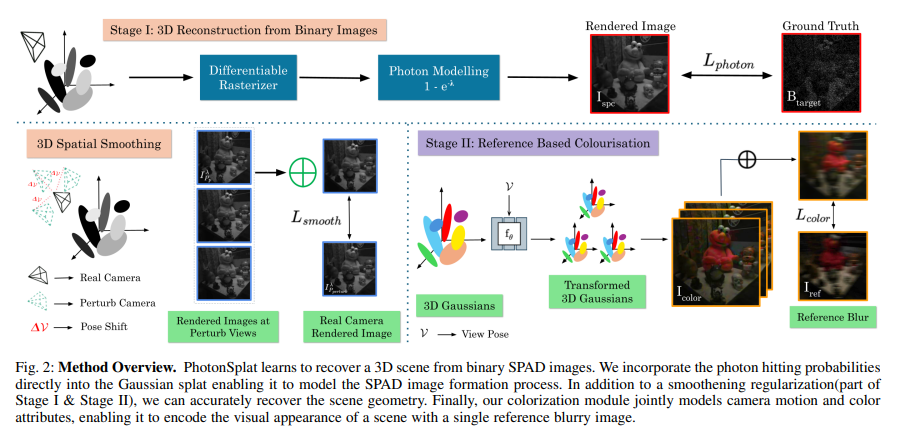 Stage I: 3D Reconstruction from Binary Images
Differentiable
Rasterizer
Photon Modelling
1 - e^-λ
Rendered Image
I_spc
L_photon
Ground Truth
B_target
3D Spatial Smoothing
Δν
Δν
Real Camera
Perturb Camera
Δν
Pose Shift
Rendered Images at
Perturb Views
L_smooth
Real Camera
Rendered Image
Stage II: Reference Based Colourisation
ν
f_θ
3D Gaussians
Transformed
3D Gaussians
ν
View Pose
I_color
L_color
I_ref
Reference Blur
Fig. 2: Method Overview. PhotonSplat learns to recover a 3D scene from binary SPAD images. We incorporate the photon hitting probabilities
directly into the Gaussian splat enabling it to model the SPAD image formation process. In addition to a smoothening regularization(part of
Stage I & Stage II), we can accurately recover the scene geometry. Finally, our colorization module jointly models camera motion and color
attributes, enabling it to encode the visual appearance of a scene with a single reference blurry image.